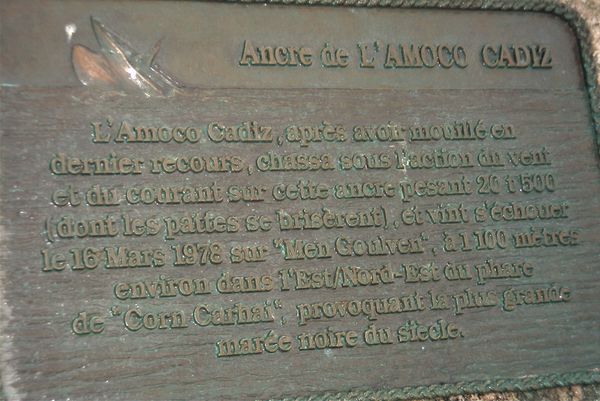 Ancre de L'AMOCO CADIZ
L'Amoco Cadiz, après avoir mouillé en
dernier recours, chassa sous l'action du vent
et du courant sur cette ancre pesant 20 t 500
(dont les pattes se brisèrent), et vint s'échouer
le 16 Mars 1978 sur "Men Goulven", à 1 100 mètres
environ dans l'Est/Nord-Est du phare
de "Corn Carhai", provoquant la plus grande
marée noire du siècle.